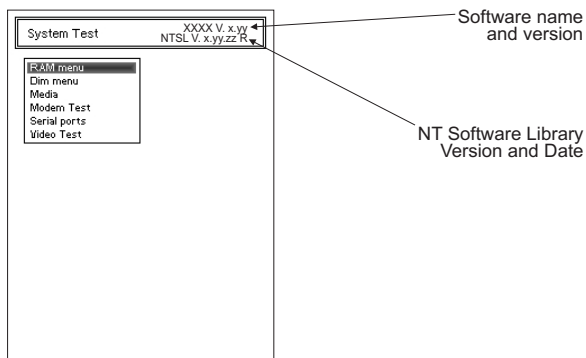 System Test
XXXX V. x.yy
NTSL V. x.yy.zz R
RAM menu
Dim menu
Media
Modem Test
Serial ports
Video Test
Software name
and version
NT Software Library
Version and Date